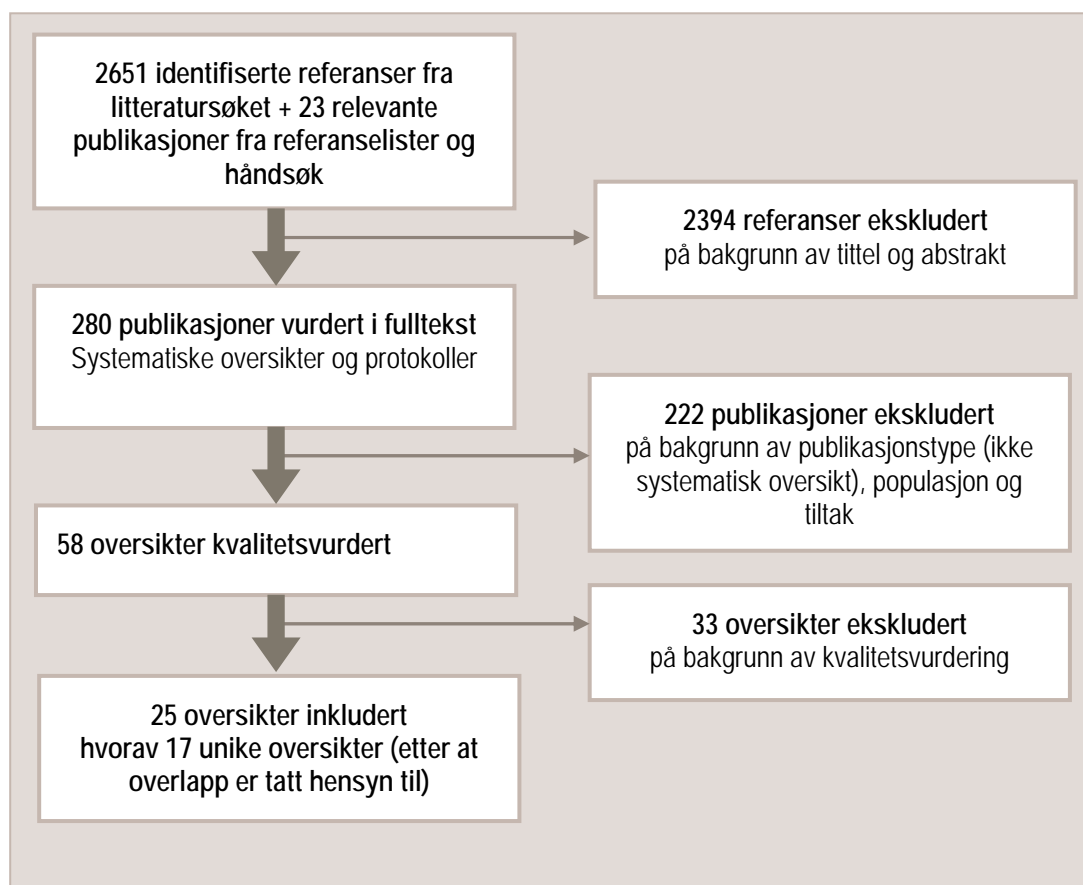 2651 identifiserte referanser fra
litteratursøket + 23 relevante
publikasjoner fra referanselister og
håndsøk
2394 referanser ekskludert
på bakgrunn av tittel og abstrakt
280 publikasjoner vurdert i fulltekst
Systematiske oversikter og protokoller
222 publikasjoner ekskludert
på bakgrunn av publikasjonstype (ikke
systematisk oversikt), populasjon og
tiltak
58 oversikter kvalitetsvurdert
33 oversikter ekskludert
på bakgrunn av kvalitetsvurdering
25 oversikter inkludert
hvorav 17 unike oversikter (etter at
overlapp er tatt hensyn til)